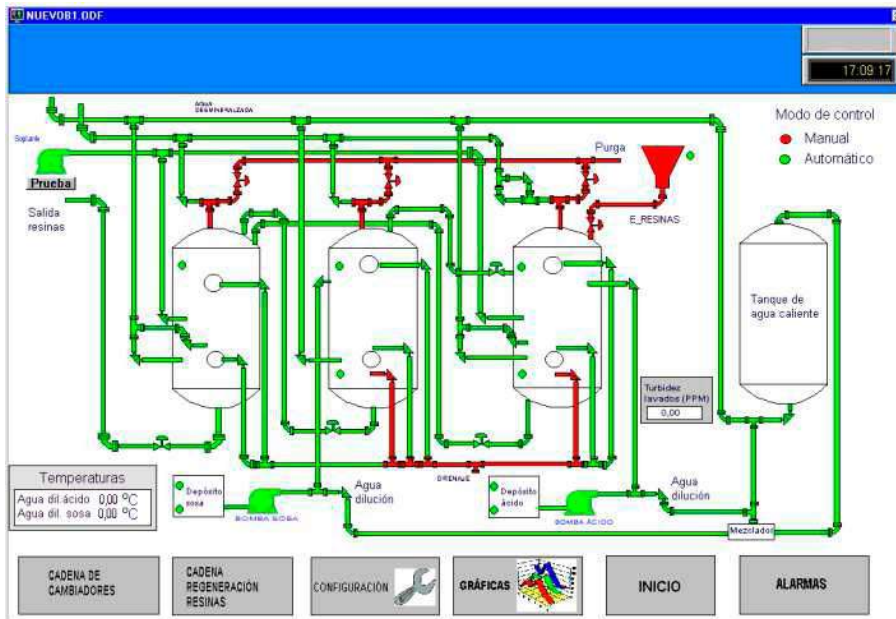 NUEVOB1.ODF
17:09 17
AGUA
DESMINERALIZADA
Modo de control
Manual
Automático
Soplante
Purga
Prueba
Salida
resinas
E_RESINAS
Tanque de
agua caliente
Turbidez
lavados (PPM)
0,00
Temperaturas
Agua dil.ácido 0,00 ºC
Agua dil. sosa 0,00 ºC
Depósito
sosa
BOMBA SOSA
Agua
dilución
DRENAJE
Depósito
ácido
BOMBA ÁCIDO
Agua
dilución
Mezclador
CADENA DE
CAMBIADORES
CADENA
REGENERACIÓN
RESINAS
CONFIGURACIÓN
GRÁFICAS
INICIO
ALARMAS